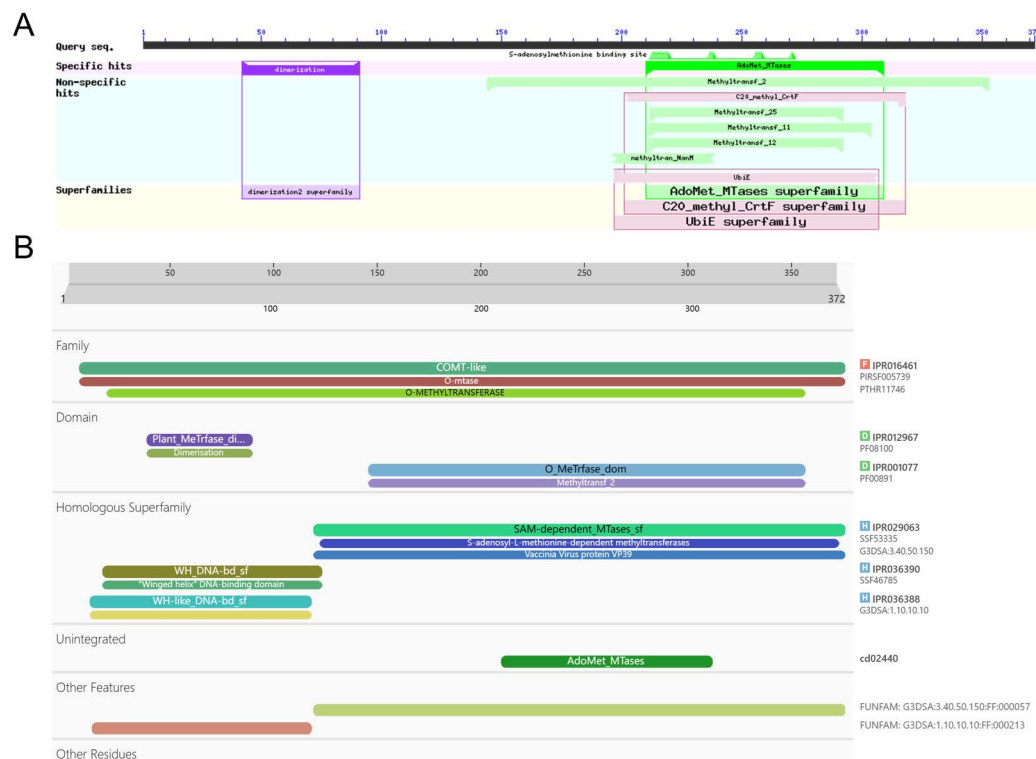 A
1 50 100 150 200 250 300 350 37
Query seq.
S-adenosylmethionine binding site
Specific hits dimerization AdoMet_MTases
Non-specific hits Methyltransf_2
C20_methyl_CrtF
Methyltransf_25
Methyltransf_11
Methyltransf_12
methyltran_NanM
UbiE
Superfamilies dimerization2 superfamily AdoMet_MTases superfamily
C20_methyl_CrtF superfamily
UbiE superfamily
B
50 150 200 250 300 350
1 372
100 200 300
Family
COMT-like F IPR016461
O-mtase PIRSF005739
O-METHYLTRANSFERASE PTHR11746
Domain
Plant_MeTrfase_di... D IPR012967
Dimerisation PF08100
O_MeTrfase_dom D IPR001077
Methyltransf 2 PF00891
Homologous Superfamily
SAM-dependent_MTases_sf H IPR029063
S-adenosyl-L-methionine-dependent methyltransferases SSF53335
Vaccinia Virus protein VP39 G3DSA:3.40.50.150
WH_DNA-bd_sf H IPR036390
"Winged helix" DNA-binding domain SSF46785
WH-like_DNA-bd_sf H IPR036388
G3DSA:1.10.10.10
Unintegrated
AdoMet_MTases cd02440
Other Features
FUNFAM: G3DSA:3.40.50.150:FF:000057
FUNFAM: G3DSA:1.10.10.10:FF:000213
Other Residues